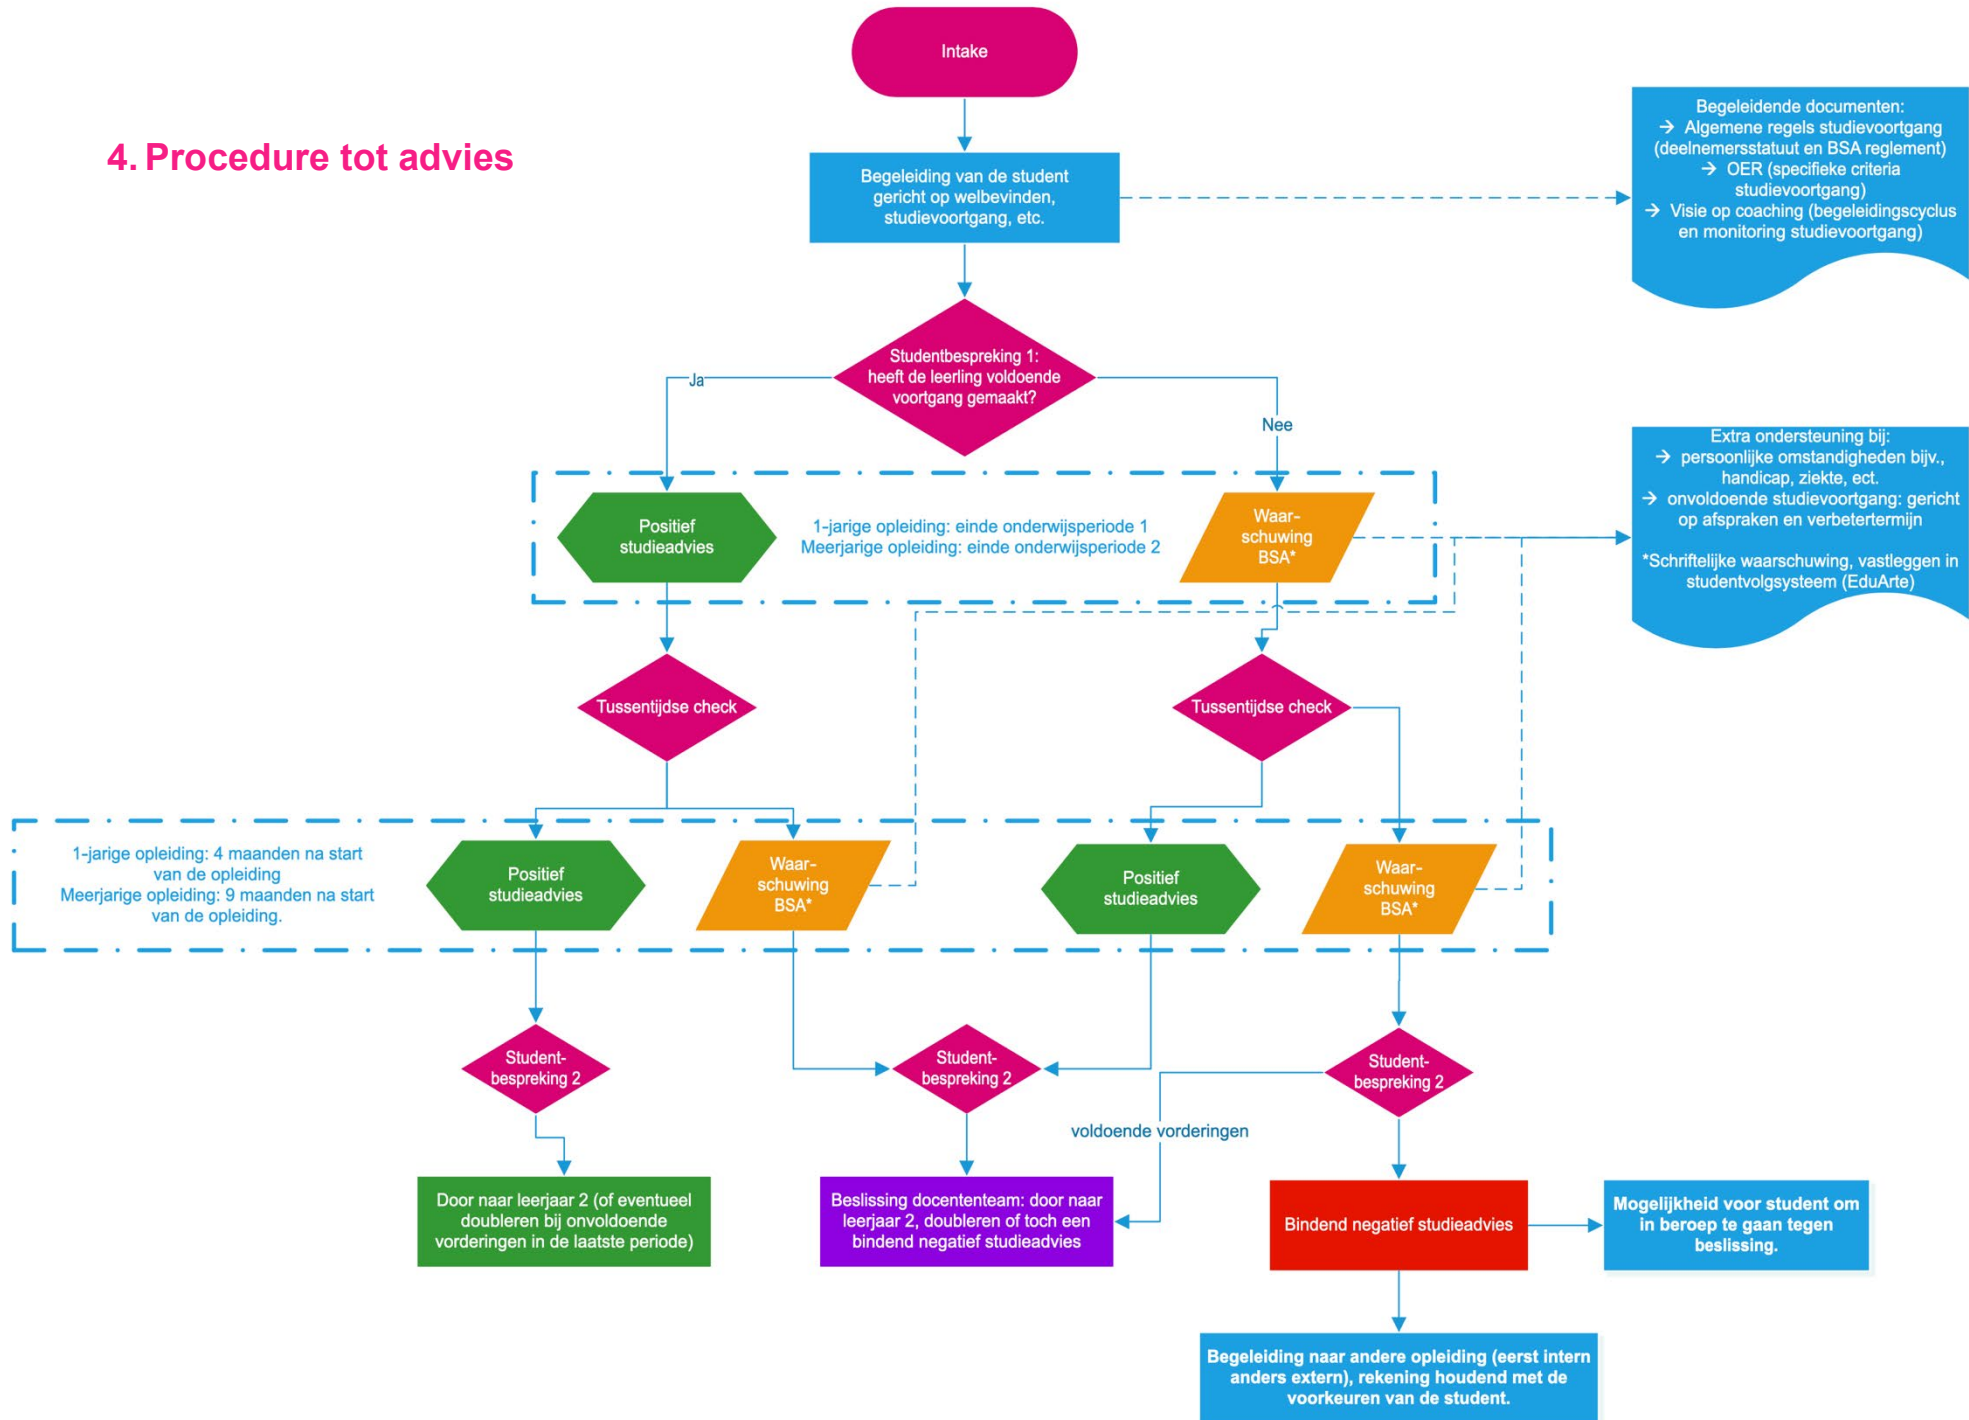 Intake
4. Procedure tot advies
Begeleidende documenten:
→ Algemene regels studievoortgang
(deelnemersstatuut en BSA reglement)
→ OER (specifieke criteria
studievoortgang)
→ Visie op coaching (begeleidingscyclus
en monitoring studievoortgang)
Begeleiding van de student
gericht op welbevinden,
studievoortgang, etc.
Studentbespreking 1:
heeft de leerling voldoende
voortgang gemaakt?
Ja
Nee
Extra ondersteuning bij:
→ persoonlijke omstandigheden bijv.,
handicap, ziekte, ect.
→ onvoldoende studievoortgang: gericht
op afspraken en verbetertermijn
*Schriftelijke waarschuwing, vastleggen in
studentvolgsysteem (EduArte)
Positief
studieadvies
1-jarige opleiding: einde onderwijsperiode 1
Meerjarige opleiding: einde onderwijsperiode 2
Waar-
schuwing
BSA*
Tussentijdse check
Tussentijdse check
1-jarige opleiding: 4 maanden na start
van de opleiding
Meerjarige opleiding: 9 maanden na start
van de opleiding.
Positief
studieadvies
Waar-
schuwing
BSA*
Positief
studieadvies
Waar-
schuwing
BSA*
Student-
bespreking 2
Student-
bespreking 2
Student-
bespreking 2
voldoende vorderingen
Door naar leerjaar 2 (of eventueel
doubleren bij onvoldoende
vorderingen in de laatste periode)
Beslissing docententeam: door naar
leerjaar 2, doubleren of toch een
bindend negatief studieadvies
Bindend negatief studieadvies
Mogelijkheid voor student om
in beroep te gaan tegen
beslissing.
Begeleiding naar andere opleiding (eerst intern
anders extern), rekening houdend met de
voorkeuren van de student.